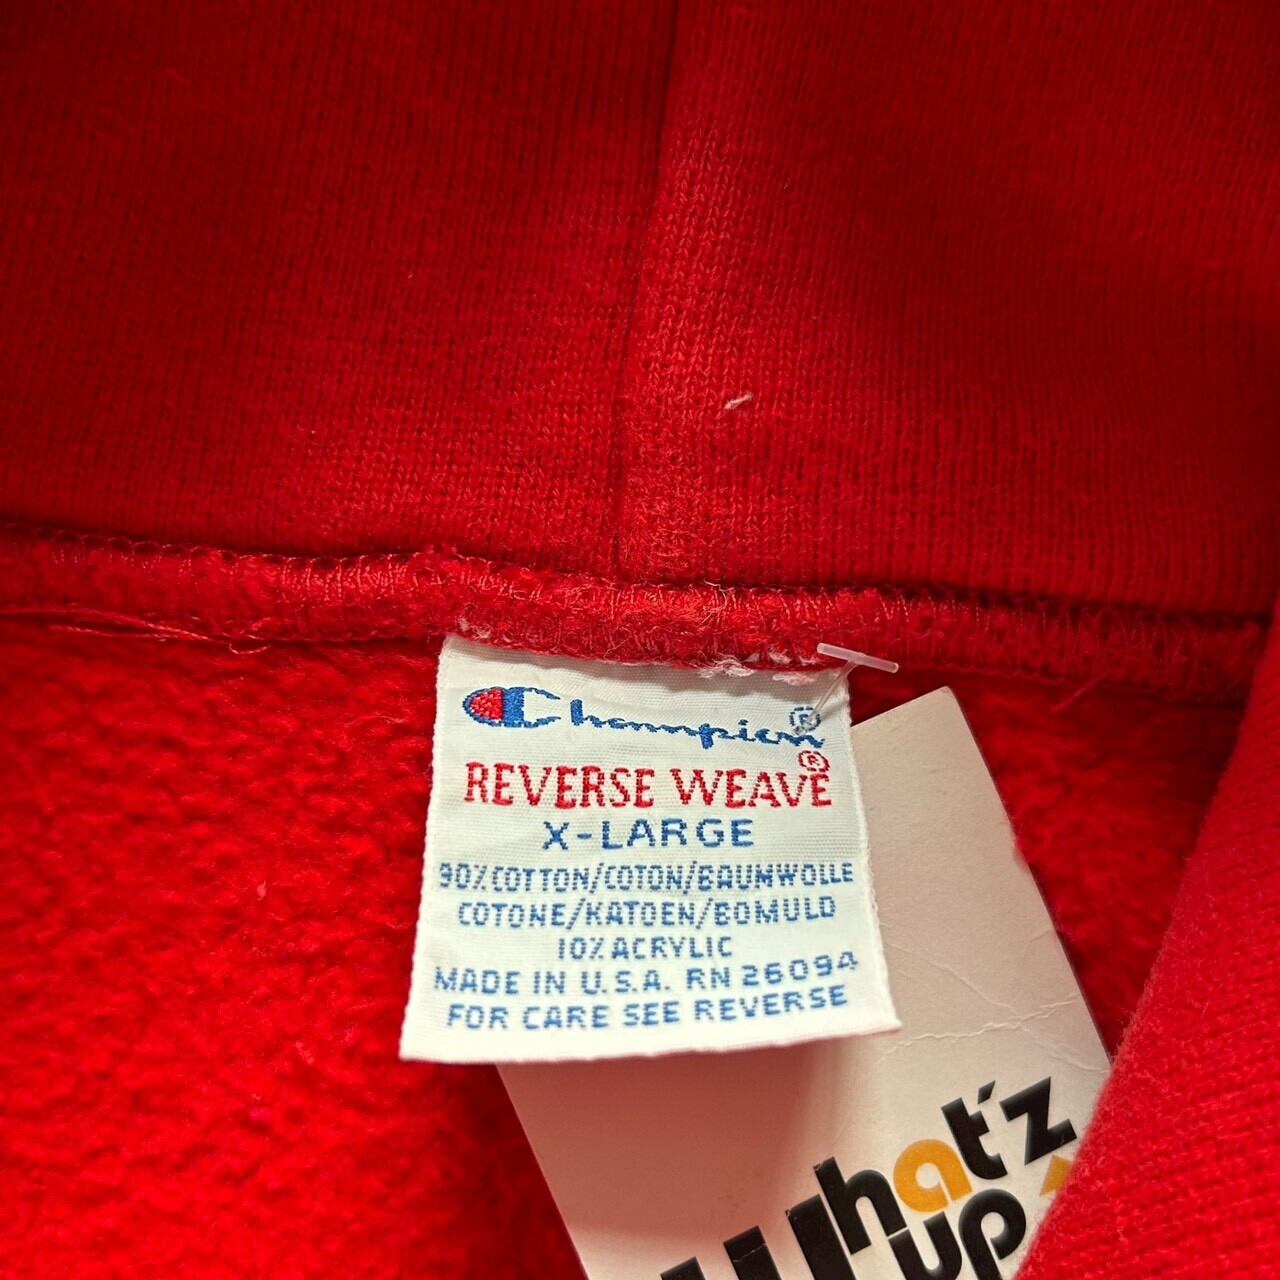 Champion®
REVERSE WEAVE®
X-LARGE
90% COTTON/COTON/BAUMWOLLE
COTONE/KATOEN/BOMULD
10% ACRYLIC
MADE IN U.S.A. RN 26094
FOR CARE SEE REVERSE
What'z
up